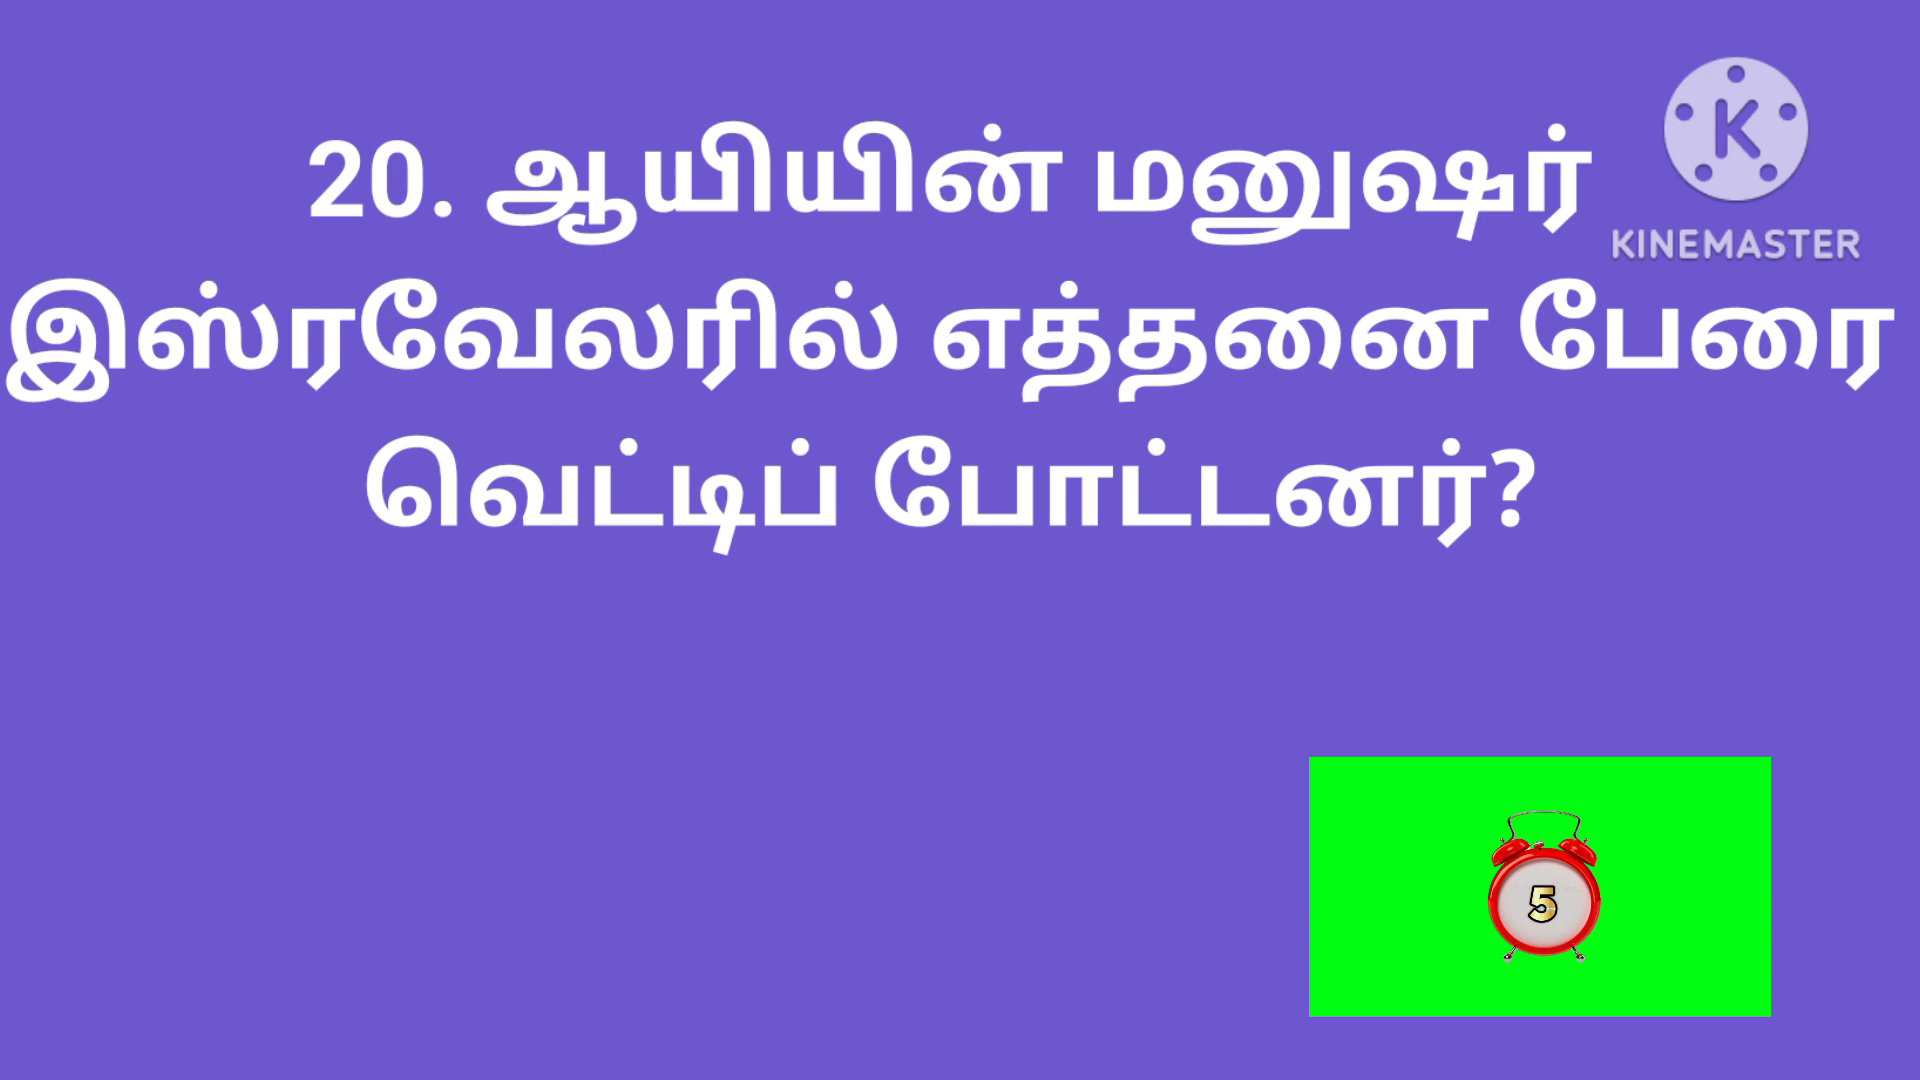 20. ஆயியின் மனுஷர்
இஸ்ரவேலரில் எத்தனை பேரை
வெட்டிப் போட்டனர்?
K
KINEMASTER
5